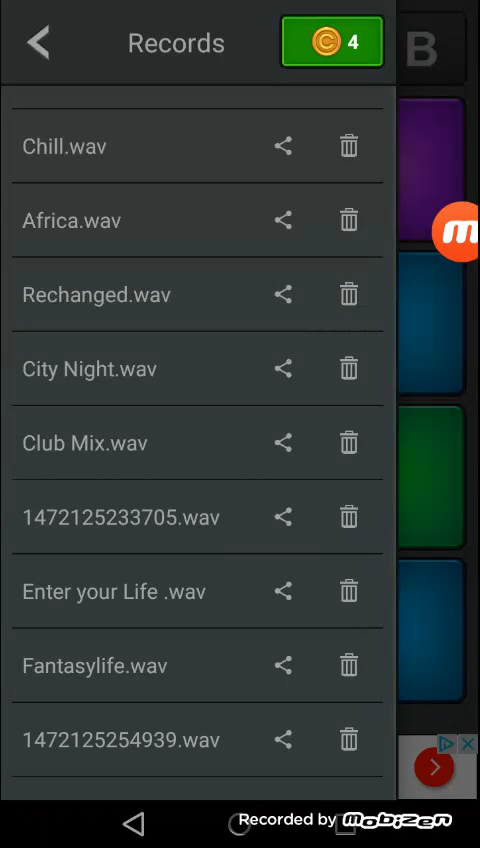 Records
4
B
Chill.wav
Africa.wav
Rechanged.wav
City Night.wav
Club Mix.wav
1472125233705.wav
Enter your Life .wav
Fantasylife.wav
1472125254939.wav
Recorded by Mobizen